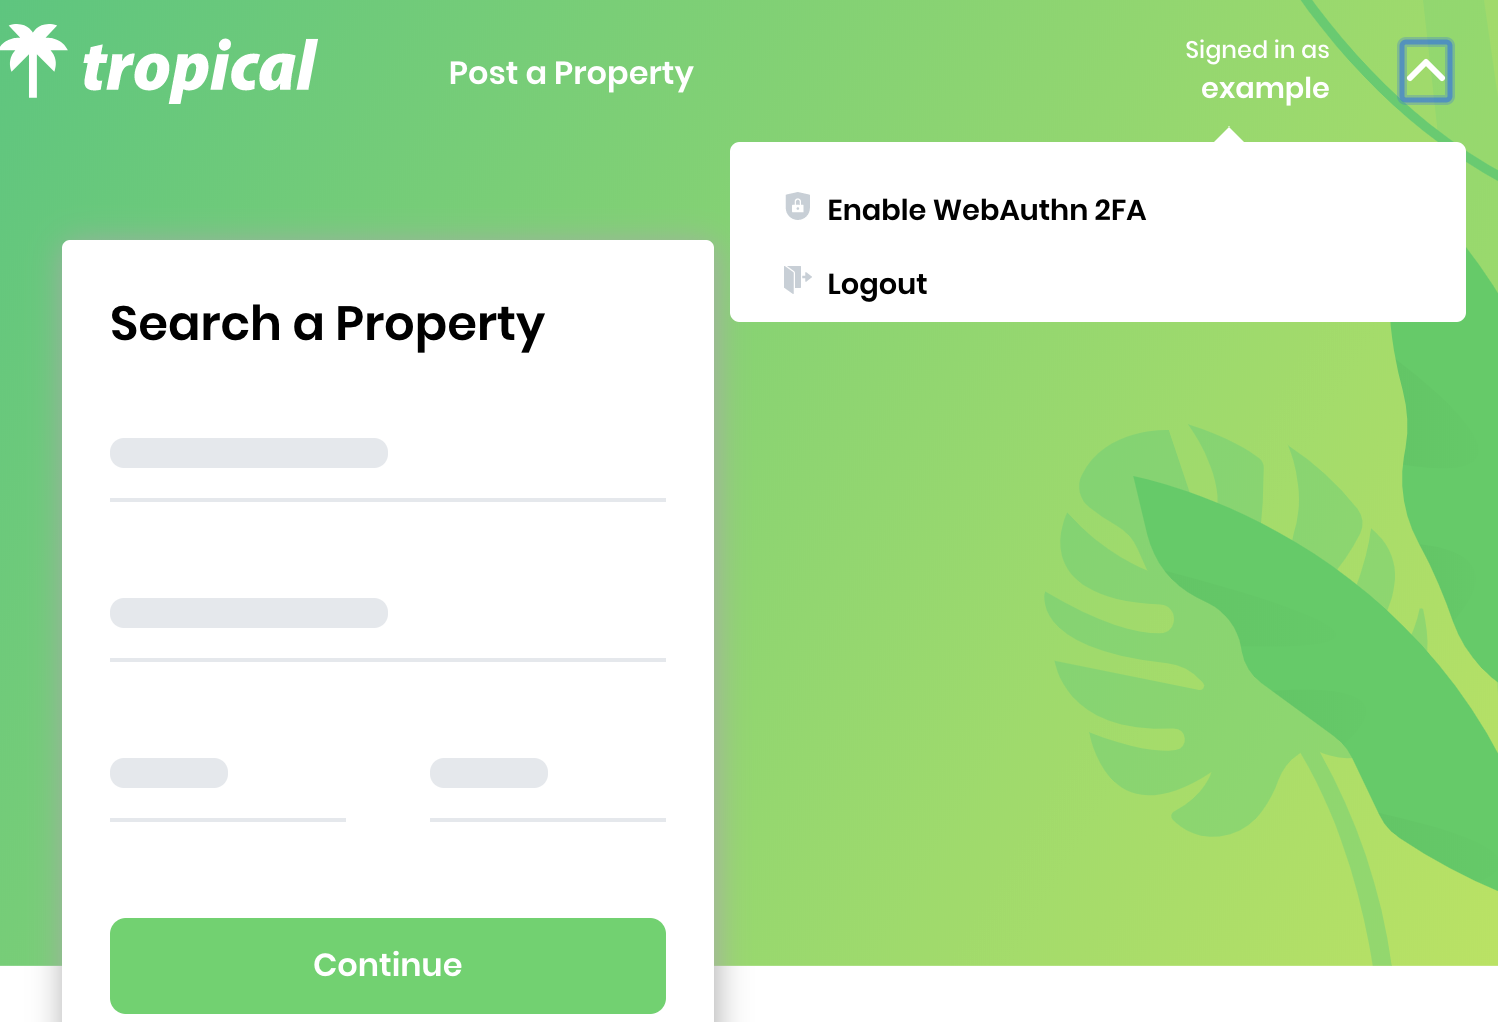 tropical
Post a Property
Signed in as
example
Enable WebAuthn 2FA
Logout
Search a Property
Continue